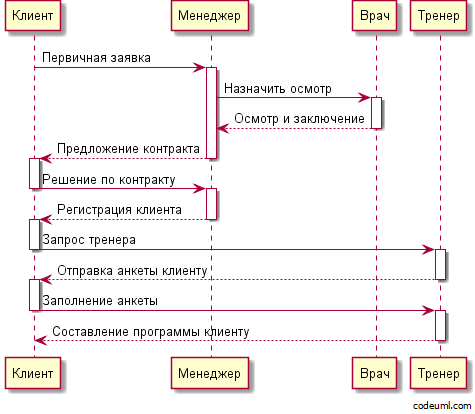 Клиент Менеджер Врач Тренер
Первичная заявка
Назначить осмотр
Осмотр и заключение
Предложение контракта
Решение по контракту
Регистрация клиента
Запрос тренера
Отправка анкеты клиенту
Заполнение анкеты
Составление программы клиенту
Клиент Менеджер Врач Тренер
codeuml.com